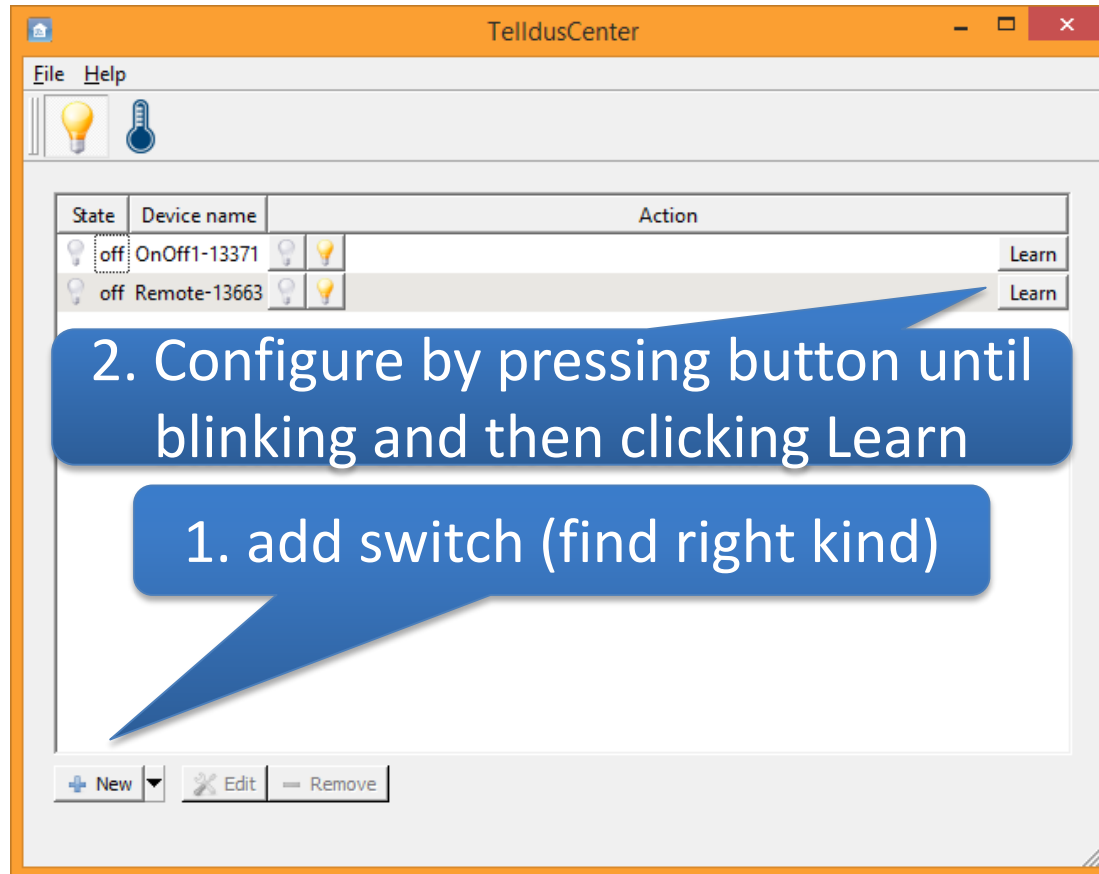 TelldusCenter
File Help
State Device name Action
off OnOff1-13371 Learn
off Remote-13663 Learn
2. Configure by pressing button until
blinking and then clicking Learn
1. add switch (find right kind)
New Edit Remove